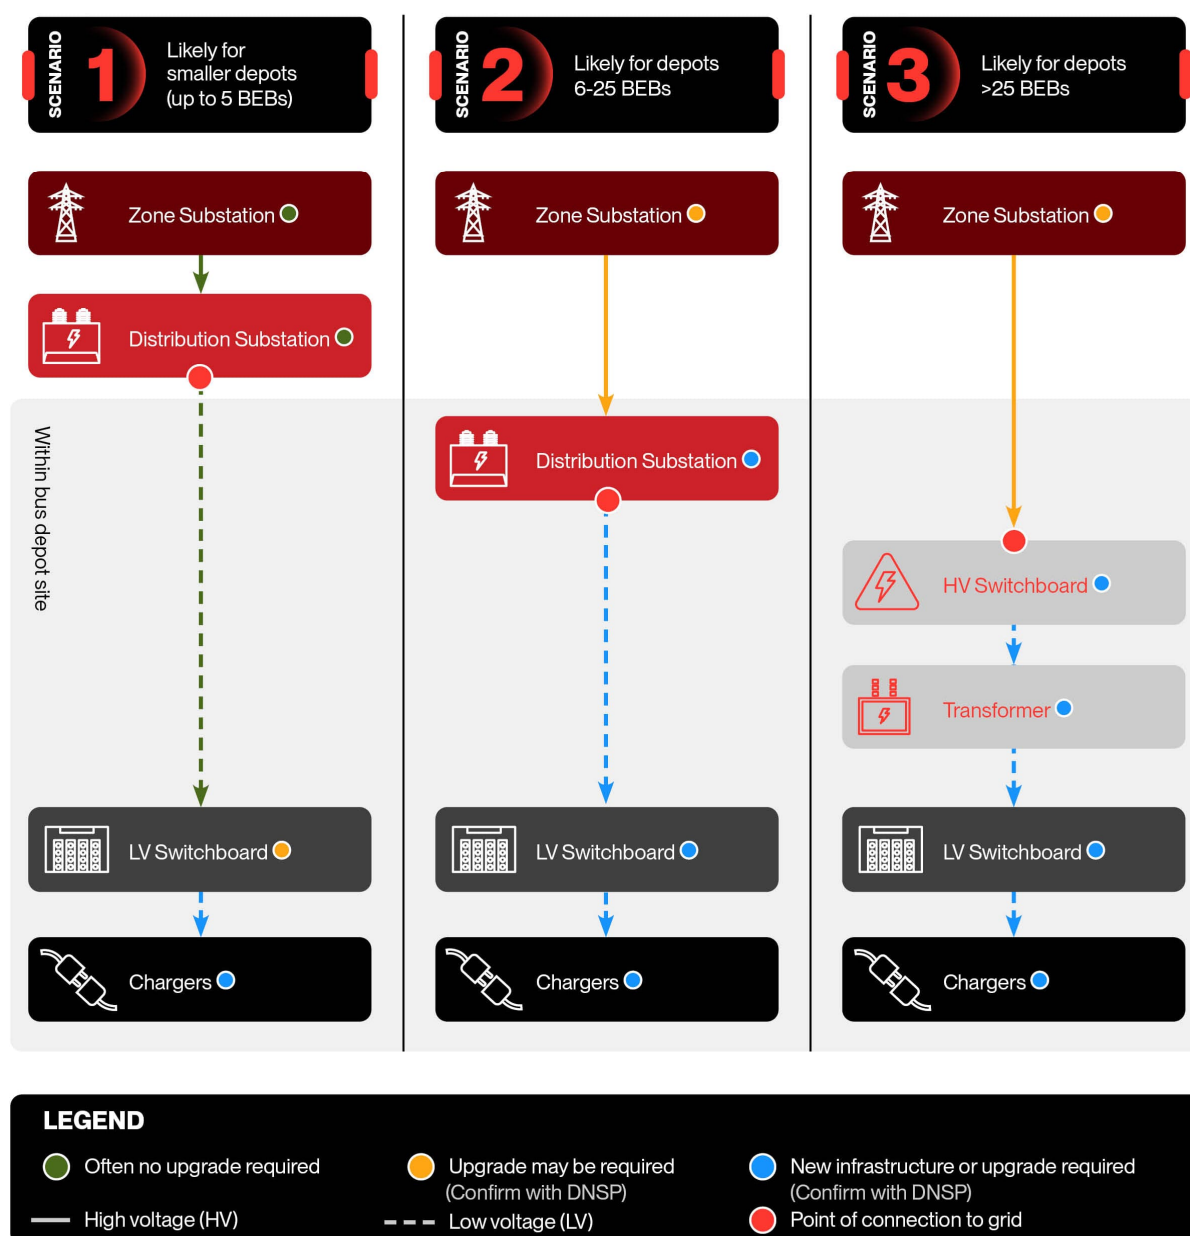 SCENARIO
1
Likely for
smaller depots
(up to 5 BEBs)
SCENARIO
2
Likely for depots
6-25 BEBs
SCENARIO
3
Likely for depots
>25 BEBs
Zone Substation
Zone Substation
Zone Substation
Distribution Substation
Within bus depot site
Distribution Substation
HV Switchboard
Transformer
LV Switchboard
LV Switchboard
LV Switchboard
Chargers
Chargers
Chargers
LEGEND
Often no upgrade required
Upgrade may be required
(Confirm with DNSP)
New infrastructure or upgrade required
(Confirm with DNSP)
High voltage (HV)
Low voltage (LV)
Point of connection to grid